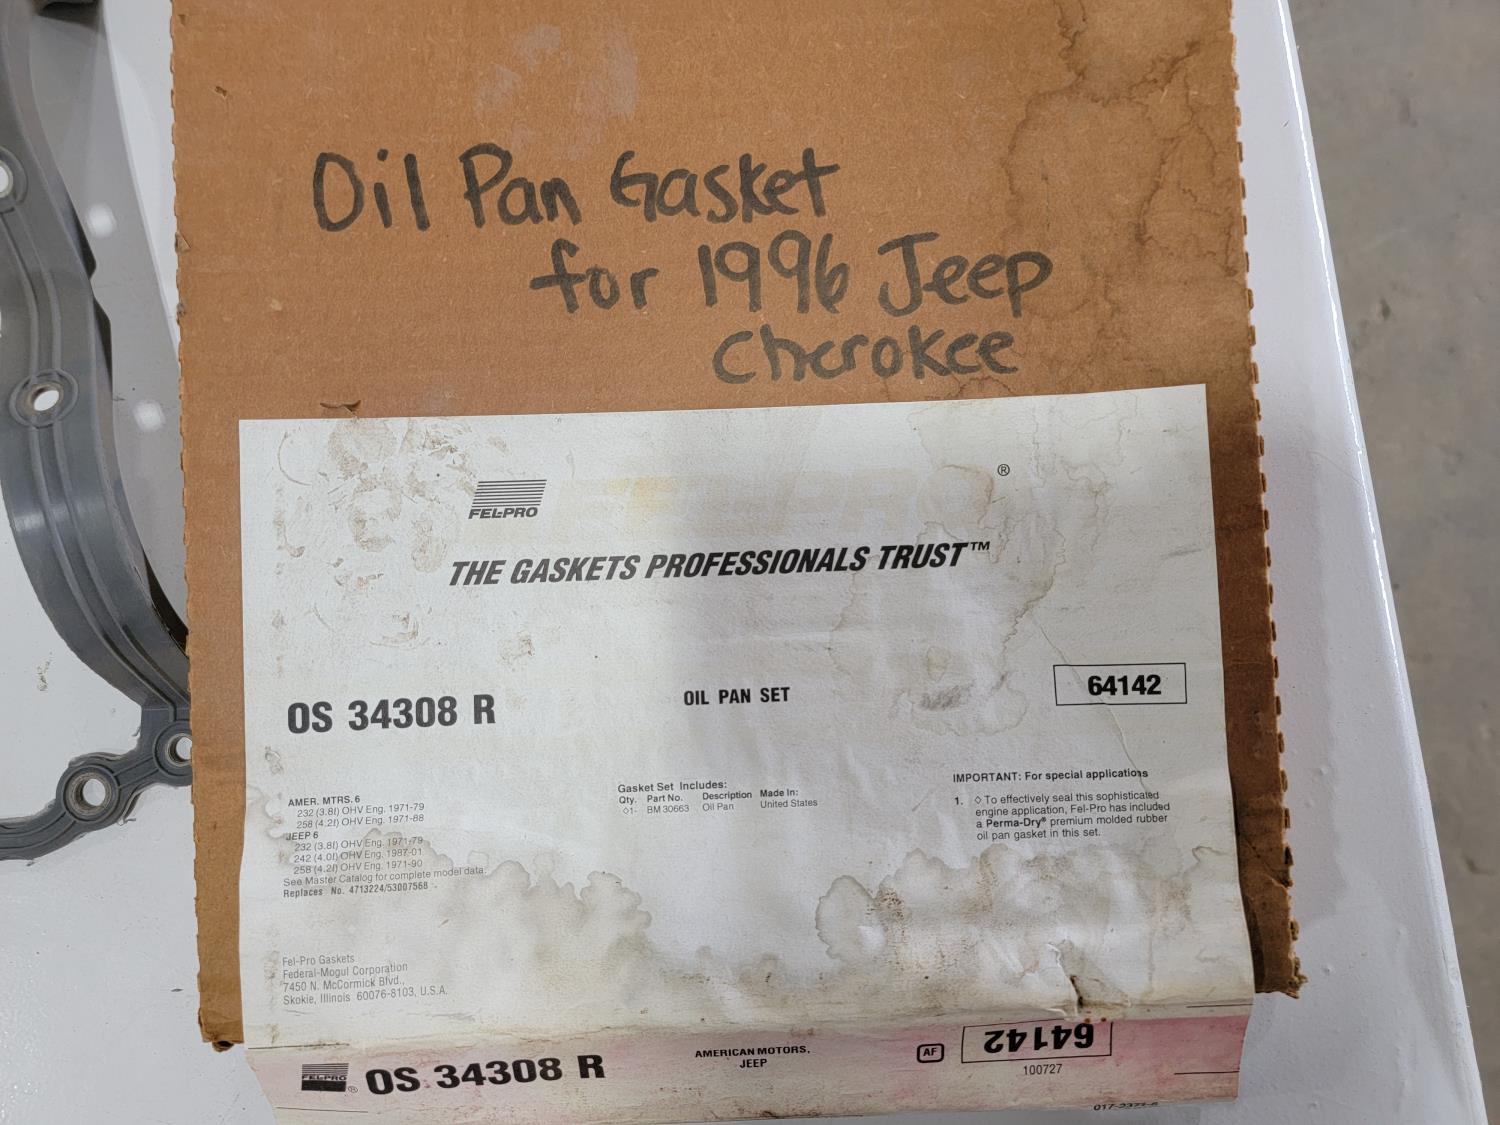 Oil Pan Gasket
for 1996 Jeep
Cherokee
®
FEL-PRO
THE GASKETS PROFESSIONALS TRUST™
OS 34308 R
OIL PAN SET
64142
AMER. MTRS. 6
232 (3.8ℓ) OHV Eng. 1971-79
258 (4.2ℓ) OHV Eng. 1971-88
JEEP 6
232 (3.8ℓ) OHV Eng. 1971-79
242 (4.0ℓ) OHV Eng. 1987-01
258 (4.2ℓ) OHV Eng. 1971-90
See Master Catalog for complete model data.
Replaces No. 4713224/53007568
Gasket Set Includes:
Qty. Part No. Description Made In:
◇1- BM 30663 Oil Pan United States
IMPORTANT: For special applications
1. ◇ To effectively seal this sophisticated
engine application, Fel-Pro has included
a Perma-Dry® premium molded rubber
oil pan gasket in this set.
Fel-Pro Gaskets
Federal-Mogul Corporation
7450 N. McCormick Blvd.,
Skokie, Illinois 60076-8103, U.S.A.
FEL-PRO ® OS 34308 R
AMERICAN MOTORS,
JEEP
AF
64142
100727